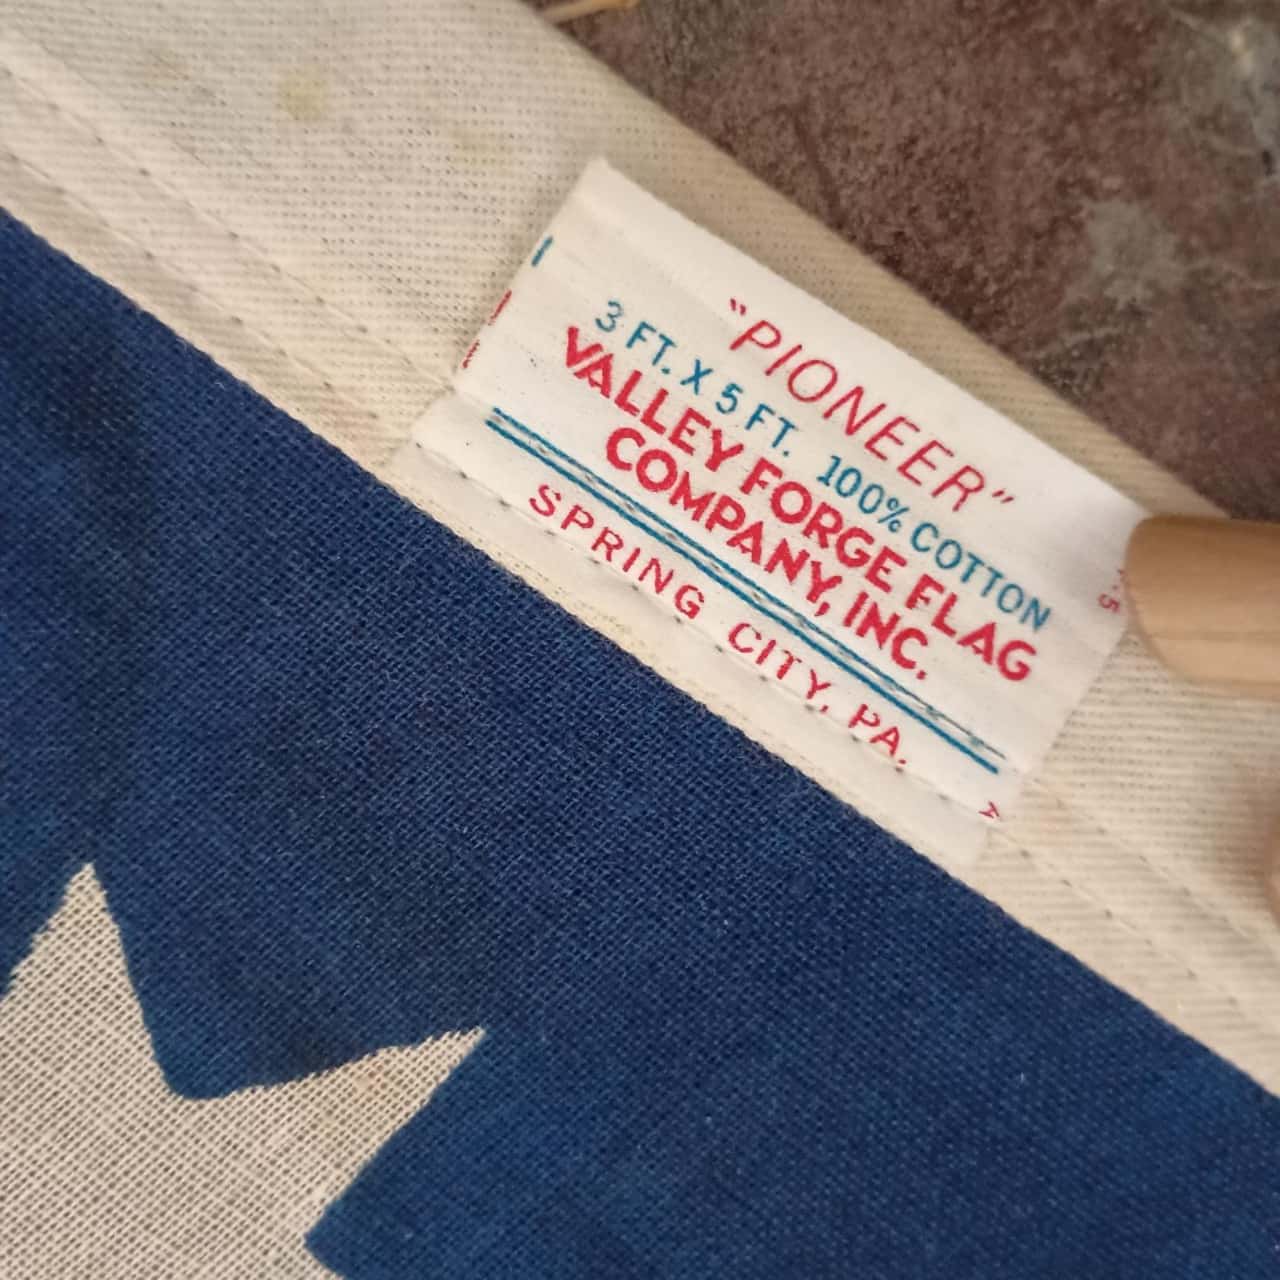 "PIONEER"
3 FT. X 5 FT. 100% COTTON
VALLEY FORGE FLAG
COMPANY, INC.
SPRING CITY, PA.